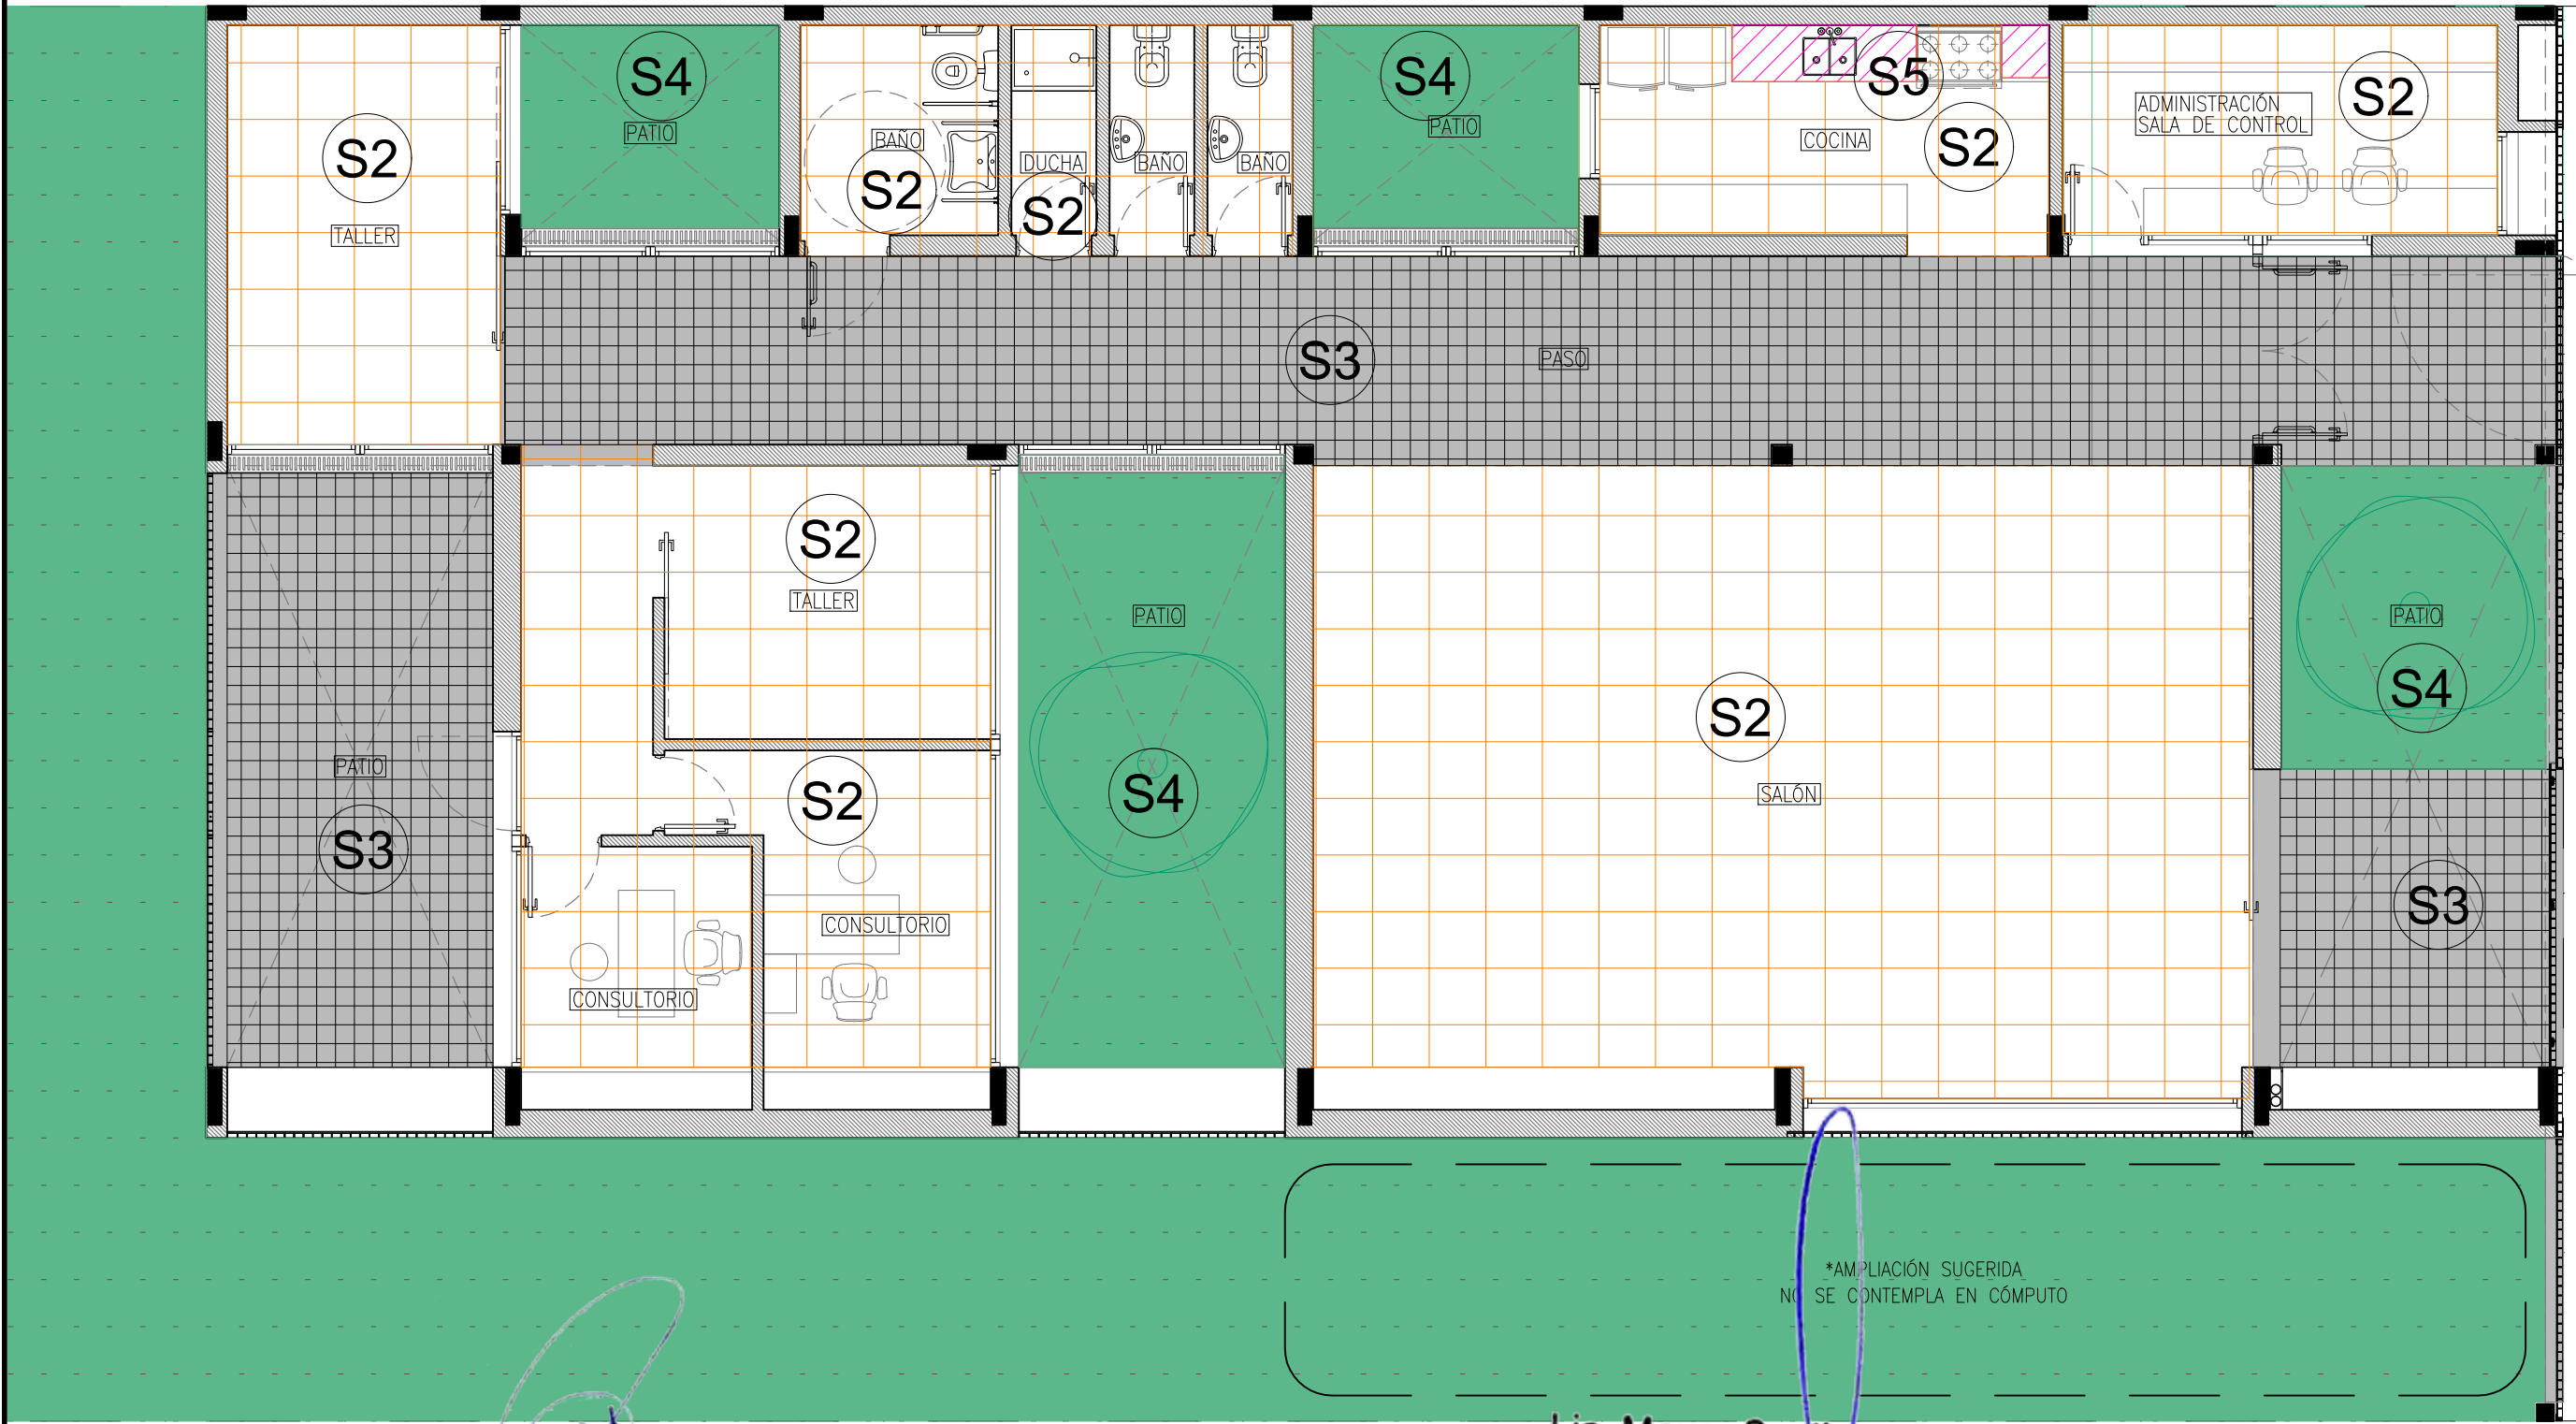 S4
S4
S5
S2
ADMINISTRACIÓN
SALA DE CONTROL
S2
PATIO
PATIO
BAÑO
COCINA
S2
S2
DUCHA
BAÑO
BAÑO
S2
S2
TALLER
S3
PASO
S2
TALLER
PATIO
PATIO
S4
S2
PATIO
S2
S4
SALÓN
S3
S3
CONSULTORIO
CONSULTORIO
*AMPLIACIÓN SUGERIDA
NO SE CONTEMPLA EN CÓMPUTO